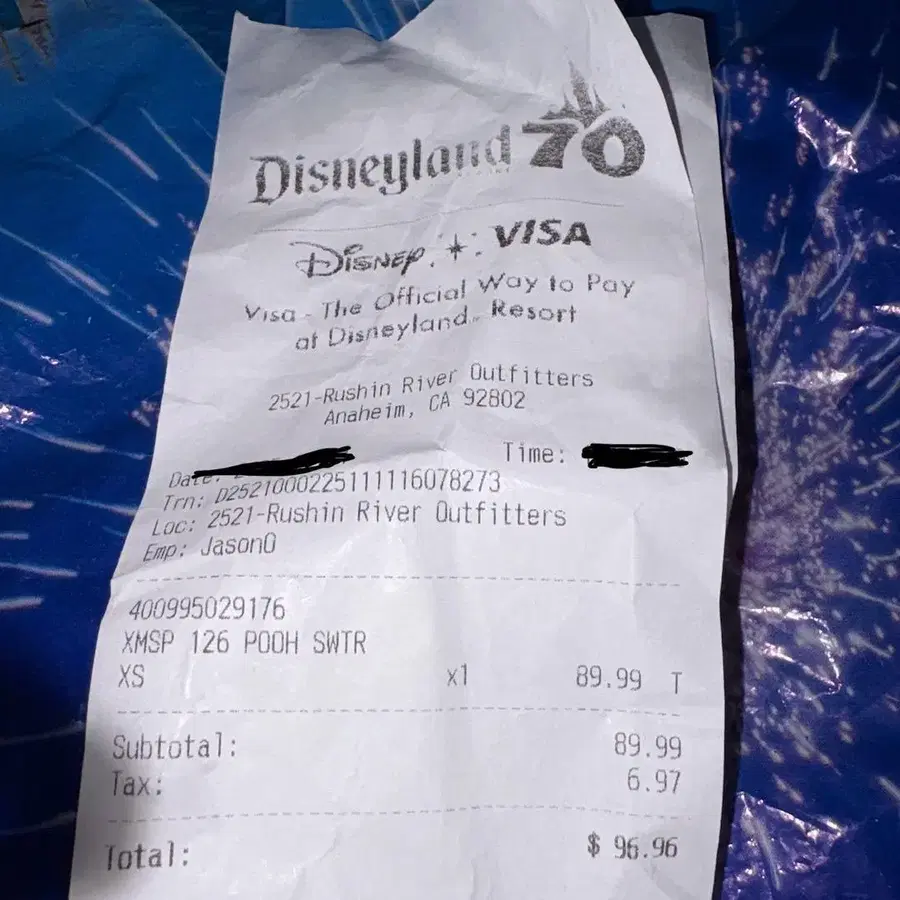 Disneyland 70
Disney VISA
Visa - The Official Way to Pay
at Disneyland Resort
2521-Rushin River Outfitters
Anaheim, CA 92802
Date: Time:
Trn: D25210002251111116078273
Loc: 2521-Rushin River Outfitters
Emp: JasonO
400995029176
XMSP 126 POOH SWTR
XS x1 89.99 T
Subtotal: 89.99
Tax: 6.97
Total: $ 96.96